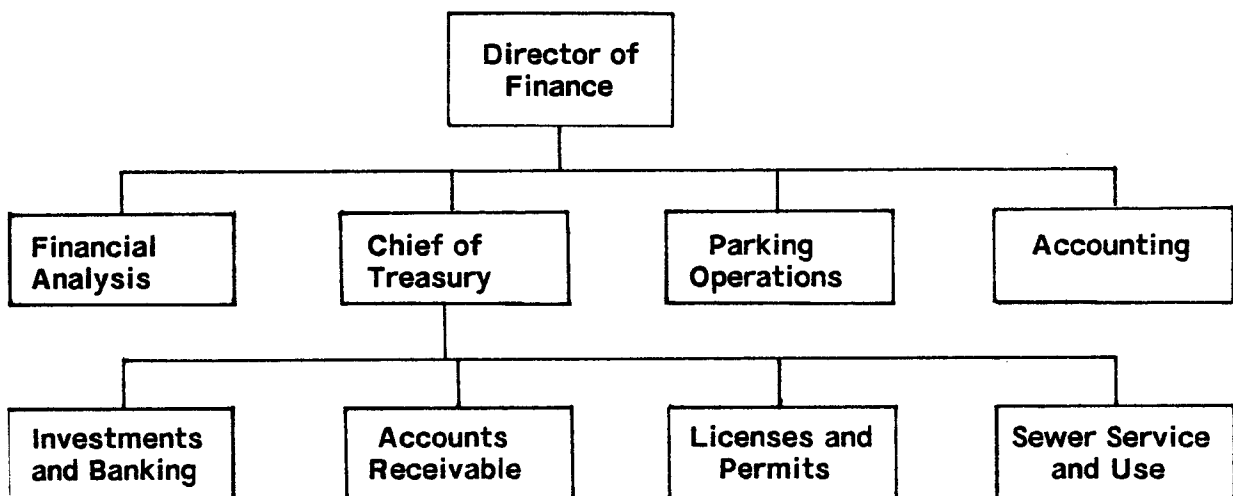 Director of
Finance
Financial
Analysis
Chief of
Treasury
Parking
Operations
Accounting
Investments
and Banking
Accounts
Receivable
Licenses and
Permits
Sewer Service
and Use